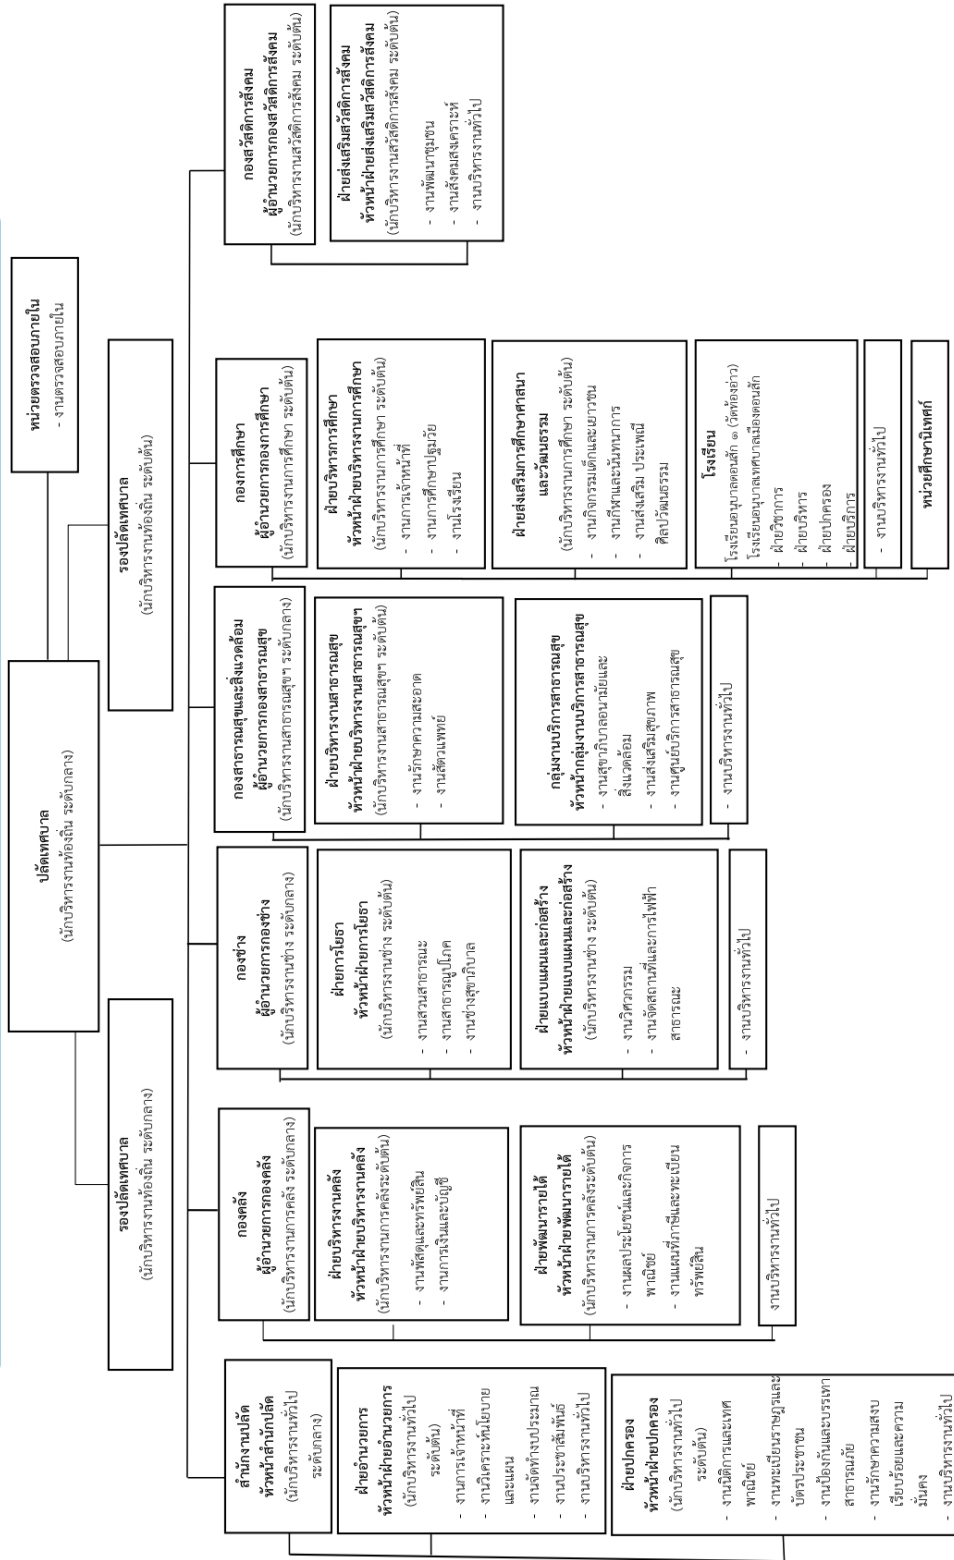 ปลัดเทศบาล
(นักบริหารงานท้องถิ่น ระดับกลาง)
หน่วยตรวจสอบภายใน
- งานตรวจสอบภายใน
รองปลัดเทศบาล
(นักบริหารงานท้องถิ่น ระดับกลาง)
รองปลัดเทศบาล
(นักบริหารงานท้องถิ่น ระดับต้น)
สำนักงานปลัด
หัวหน้าสำนักปลัด
(นักบริหารงานทั่วไป
ระดับกลาง)
ฝ่ายอำนวยการ
หัวหน้าฝ่ายอำนวยการ
(นักบริหารงานทั่วไป
ระดับต้น)
- งานการเจ้าหน้าที่
- งานวิเคราะห์นโยบาย
และแผน
- งานจัดทำงบประมาณ
- งานประชาสัมพันธ์
- งานบริหารงานทั่วไป
ฝ่ายปกครอง
หัวหน้าฝ่ายปกครอง
(นักบริหารงานทั่วไป
ระดับต้น)
- งานนิติการและเทศ
พาณิชย์
- งานทะเบียนราษฎรและ
บัตรประชาชน
- งานป้องกันและบรรเทา
สาธารณภัย
- งานรักษาความสงบ
เรียบร้อยและความ
มั่นคง
- งานบริหารงานทั่วไป
กองคลัง
ผู้อำนวยการกองคลัง
(นักบริหารงานการคลัง ระดับกลาง)
ฝ่ายบริหารงานคลัง
หัวหน้าฝ่ายบริหารงานคลัง
(นักบริหารงานการคลังระดับต้น)
- งานพัสดุและทรัพย์สิน
- งานการเงินและบัญชี
ฝ่ายพัฒนารายได้
หัวหน้าฝ่ายพัฒนารายได้
(นักบริหารงานการคลังระดับต้น)
- งานผลประโยชน์และกิจการ
พาณิชย์
- งานแผนที่ภาษีและทะเบียน
ทรัพย์สิน
งานบริหารงานทั่วไป
กองช่าง
ผู้อำนวยการกองช่าง
(นักบริหารงานช่าง ระดับกลาง)
ฝ่ายการโยธา
หัวหน้าฝ่ายการโยธา
(นักบริหารงานช่าง ระดับต้น)
- งานสวนสาธารณะ
- งานสาธารณูปโภค
- งานช่างสุขาภิบาล
ฝ่ายแบบแผนและก่อสร้าง
หัวหน้าฝ่ายแบบแผนและก่อสร้าง
(นักบริหารงานช่าง ระดับต้น)
- งานวิศวกรรม
- งานจัดสถานที่และการไฟฟ้า
สาธารณะ
- งานบริหารงานทั่วไป
กองสาธารณสุขและสิ่งแวดล้อม
ผู้อำนวยการกองสาธารณสุข
(นักบริหารงานสาธารณสุขฯ ระดับกลาง)
ฝ่ายบริหารงานสาธารณสุข
หัวหน้าฝ่ายบริหารงานสาธารณสุขฯ
(นักบริหารงานสาธารณสุขฯ ระดับต้น)
- งานรักษาความสะอาด
- งานสัตวแพทย์
กลุ่มงานบริการสาธารณสุข
หัวหน้ากลุ่มงานบริการสาธารณสุข
- งานสุขาภิบาลอนามัยและ
สิ่งแวดล้อม
- งานส่งเสริมสุขภาพ
- งานศูนย์บริการสาธารณสุข
- งานบริหารงานทั่วไป
กองการศึกษา
ผู้อำนวยการกองการศึกษา
(นักบริหารงานการศึกษา ระดับต้น)
ฝ่ายบริหารการศึกษา
หัวหน้าฝ่ายบริหารงานการศึกษา
(นักบริหารงานการศึกษา ระดับต้น)
- งานการเจ้าหน้าที่
- งานการศึกษาปฐมวัย
- งานโรงเรียน
ฝ่ายส่งเสริมการศึกษาศาสนา
และวัฒนธรรม
(นักบริหารงานการศึกษา ระดับต้น)
- งานกิจกรรมเด็กและเยาวชน
- งานกีฬาและนันทนาการ
- งานส่งเสริม ประเพณี
ศิลปวัฒนธรรม
โรงเรียน
โรงเรียนอนุบาลดอนสัก ๑ (วัดท้องอ่าว)
โรงเรียนอนุบาลเทศบาลเมืองดอนสัก
- ฝ่ายวิชาการ
- ฝ่ายบริหาร
- ฝ่ายปกครอง
- ฝ่ายบริการ
- งานบริหารงานทั่วไป
หน่วยศึกษานิเทศก์
กองสวัสดิการสังคม
ผู้อำนวยการกองสวัสดิการสังคม
(นักบริหารงานสวัสดิการสังคม ระดับต้น)
ฝ่ายส่งเสริมสวัสดิการสังคม
หัวหน้าฝ่ายส่งเสริมสวัสดิการสังคม
(นักบริหารงานสวัสดิการสังคม ระดับต้น)
- งานพัฒนาชุมชน
- งานสังคมสงเคราะห์
- งานบริหารงานทั่วไป